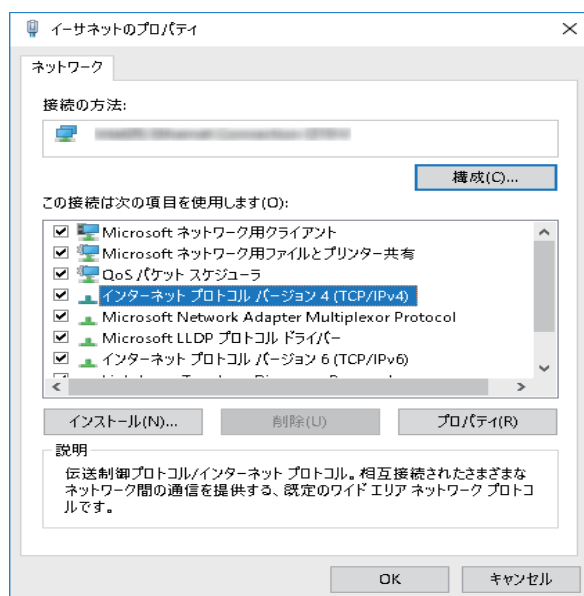 イーサネットのプロパティ
ネットワーク
接続の方法:
構成(C)...
この接続は次の項目を使用します(O):
Microsoft ネットワーク用クライアント
Microsoft ネットワーク用ファイルとプリンター共有
QoS パケット スケジューラ
インターネット プロトコル バージョン 4 (TCP/IPv4)
Microsoft Network Adapter Multiplexor Protocol
Microsoft LLDP プロトコル ドライバー
インターネット プロトコル バージョン 6 (TCP/IPv6)
インストール(N)... 削除(U) プロパティ(R)
説明
伝送制御プロトコル/インターネット プロトコル。相互接続されたさまざまな
ネットワーク間の通信を提供する、既定のワイド エリア ネットワーク プロトコ
ルです。
OK キャンセル